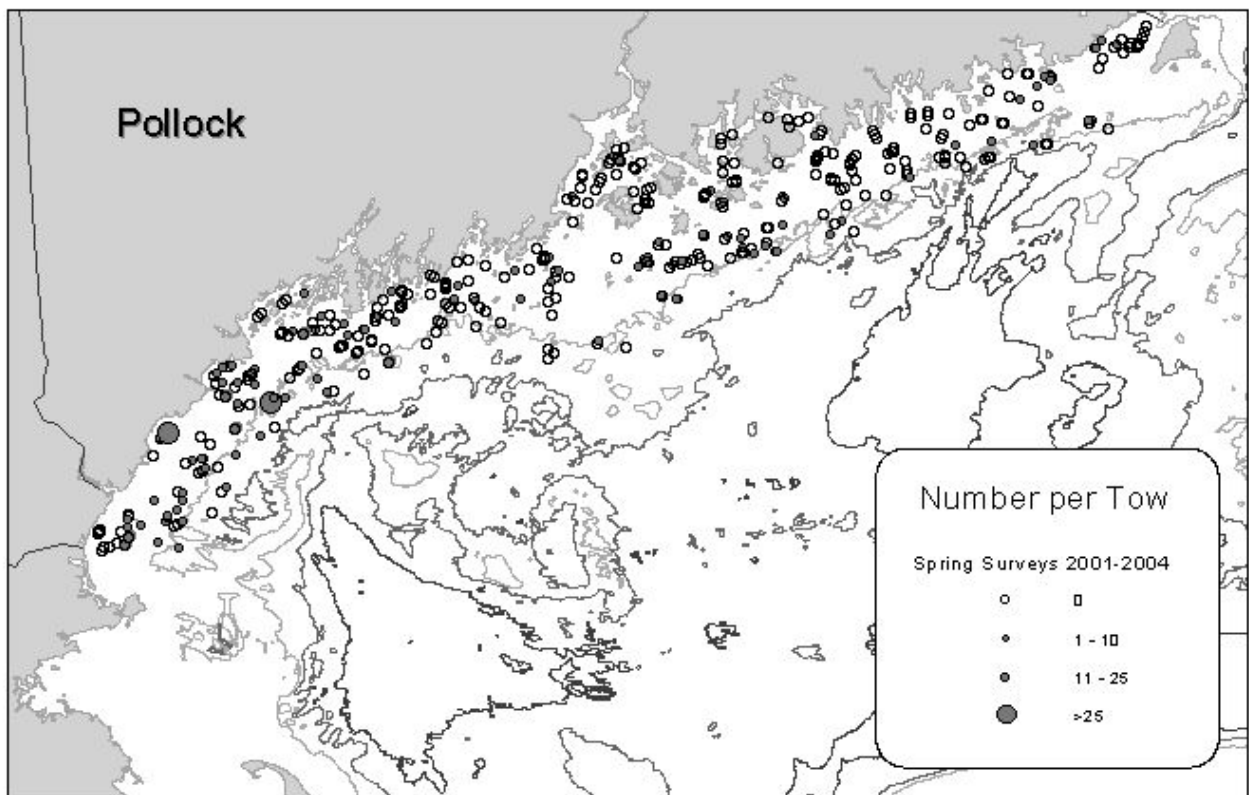 Pollock
Number per Tow
Spring Surveys 2001-2004
0
1 - 10
11 - 25
>25